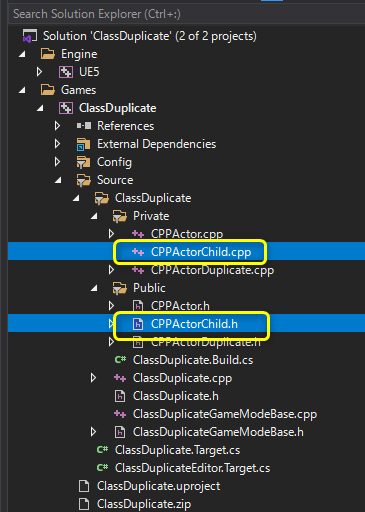 Search Solution Explorer (Ctrl+:)
Solution 'ClassDuplicate' (2 of 2 projects)
Engine
UE5
Games
ClassDuplicate
References
External Dependencies
Config
Source
ClassDuplicate
Private
CPPActor.cpp
CPPActorChild.cpp
CPPActorDuplicate.cpp
Public
CPPActor.h
CPPActorChild.h
CPPActorDuplicate.h
ClassDuplicate.Build.cs
ClassDuplicate.cpp
ClassDuplicate.h
ClassDuplicateGameModeBase.cpp
ClassDuplicateGameModeBase.h
ClassDuplicate.Target.cs
ClassDuplicateEditor.Target.cs
ClassDuplicate.uproject
ClassDuplicate.zip